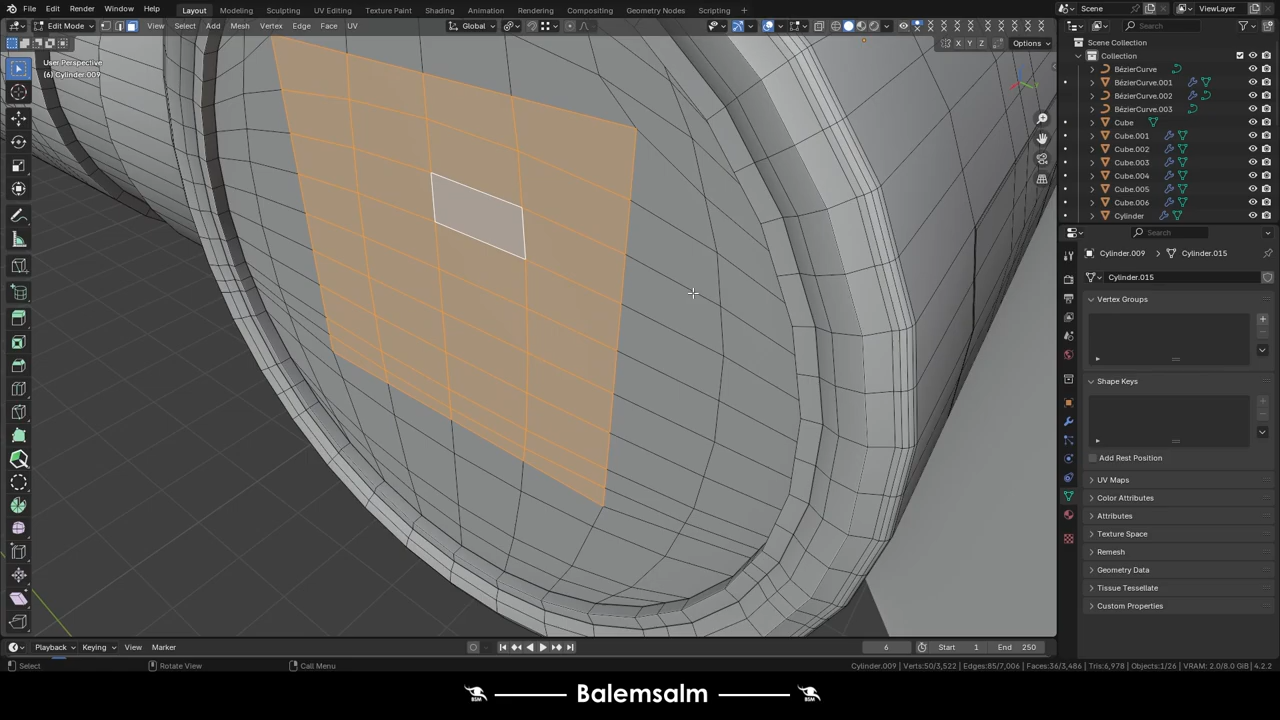 File Edit Render Window Help Layout Modeling Sculpting UV Editing Texture Paint Shading Animation Rendering Compositing Geometry Nodes Scripting Scene ViewLayer
Edit Mode View Select Add Mesh Vertex Edge Face UV Global Search
X Y Z Options
User Perspective
(6) Cylinder.009
Scene Collection
Collection
BézierCurve
BézierCurve.001
BézierCurve.002
BézierCurve.003
Cube
Cube.001
Cube.002
Cube.003
Cube.004
Cube.005
Cube.006
Cylinder
Search
Cylinder.009 > Cylinder.015
Cylinder.015
Vertex Groups
Shape Keys
Add Rest Position
UV Maps
Color Attributes
Attributes
Texture Space
Remesh
Geometry Data
Tissue Tessellate
Custom Properties
Playback Keying View Marker 6 Start 1 End 250
Select Rotate View Call Menu Cylinder.009 | Verts:50/3,522 | Edges:85/7,006 | Faces:36/3,486 | Tris:6,978 | Objects:1/26 | VRAM: 2.0/8.0 GiB | 4.2.2
Balemsalm